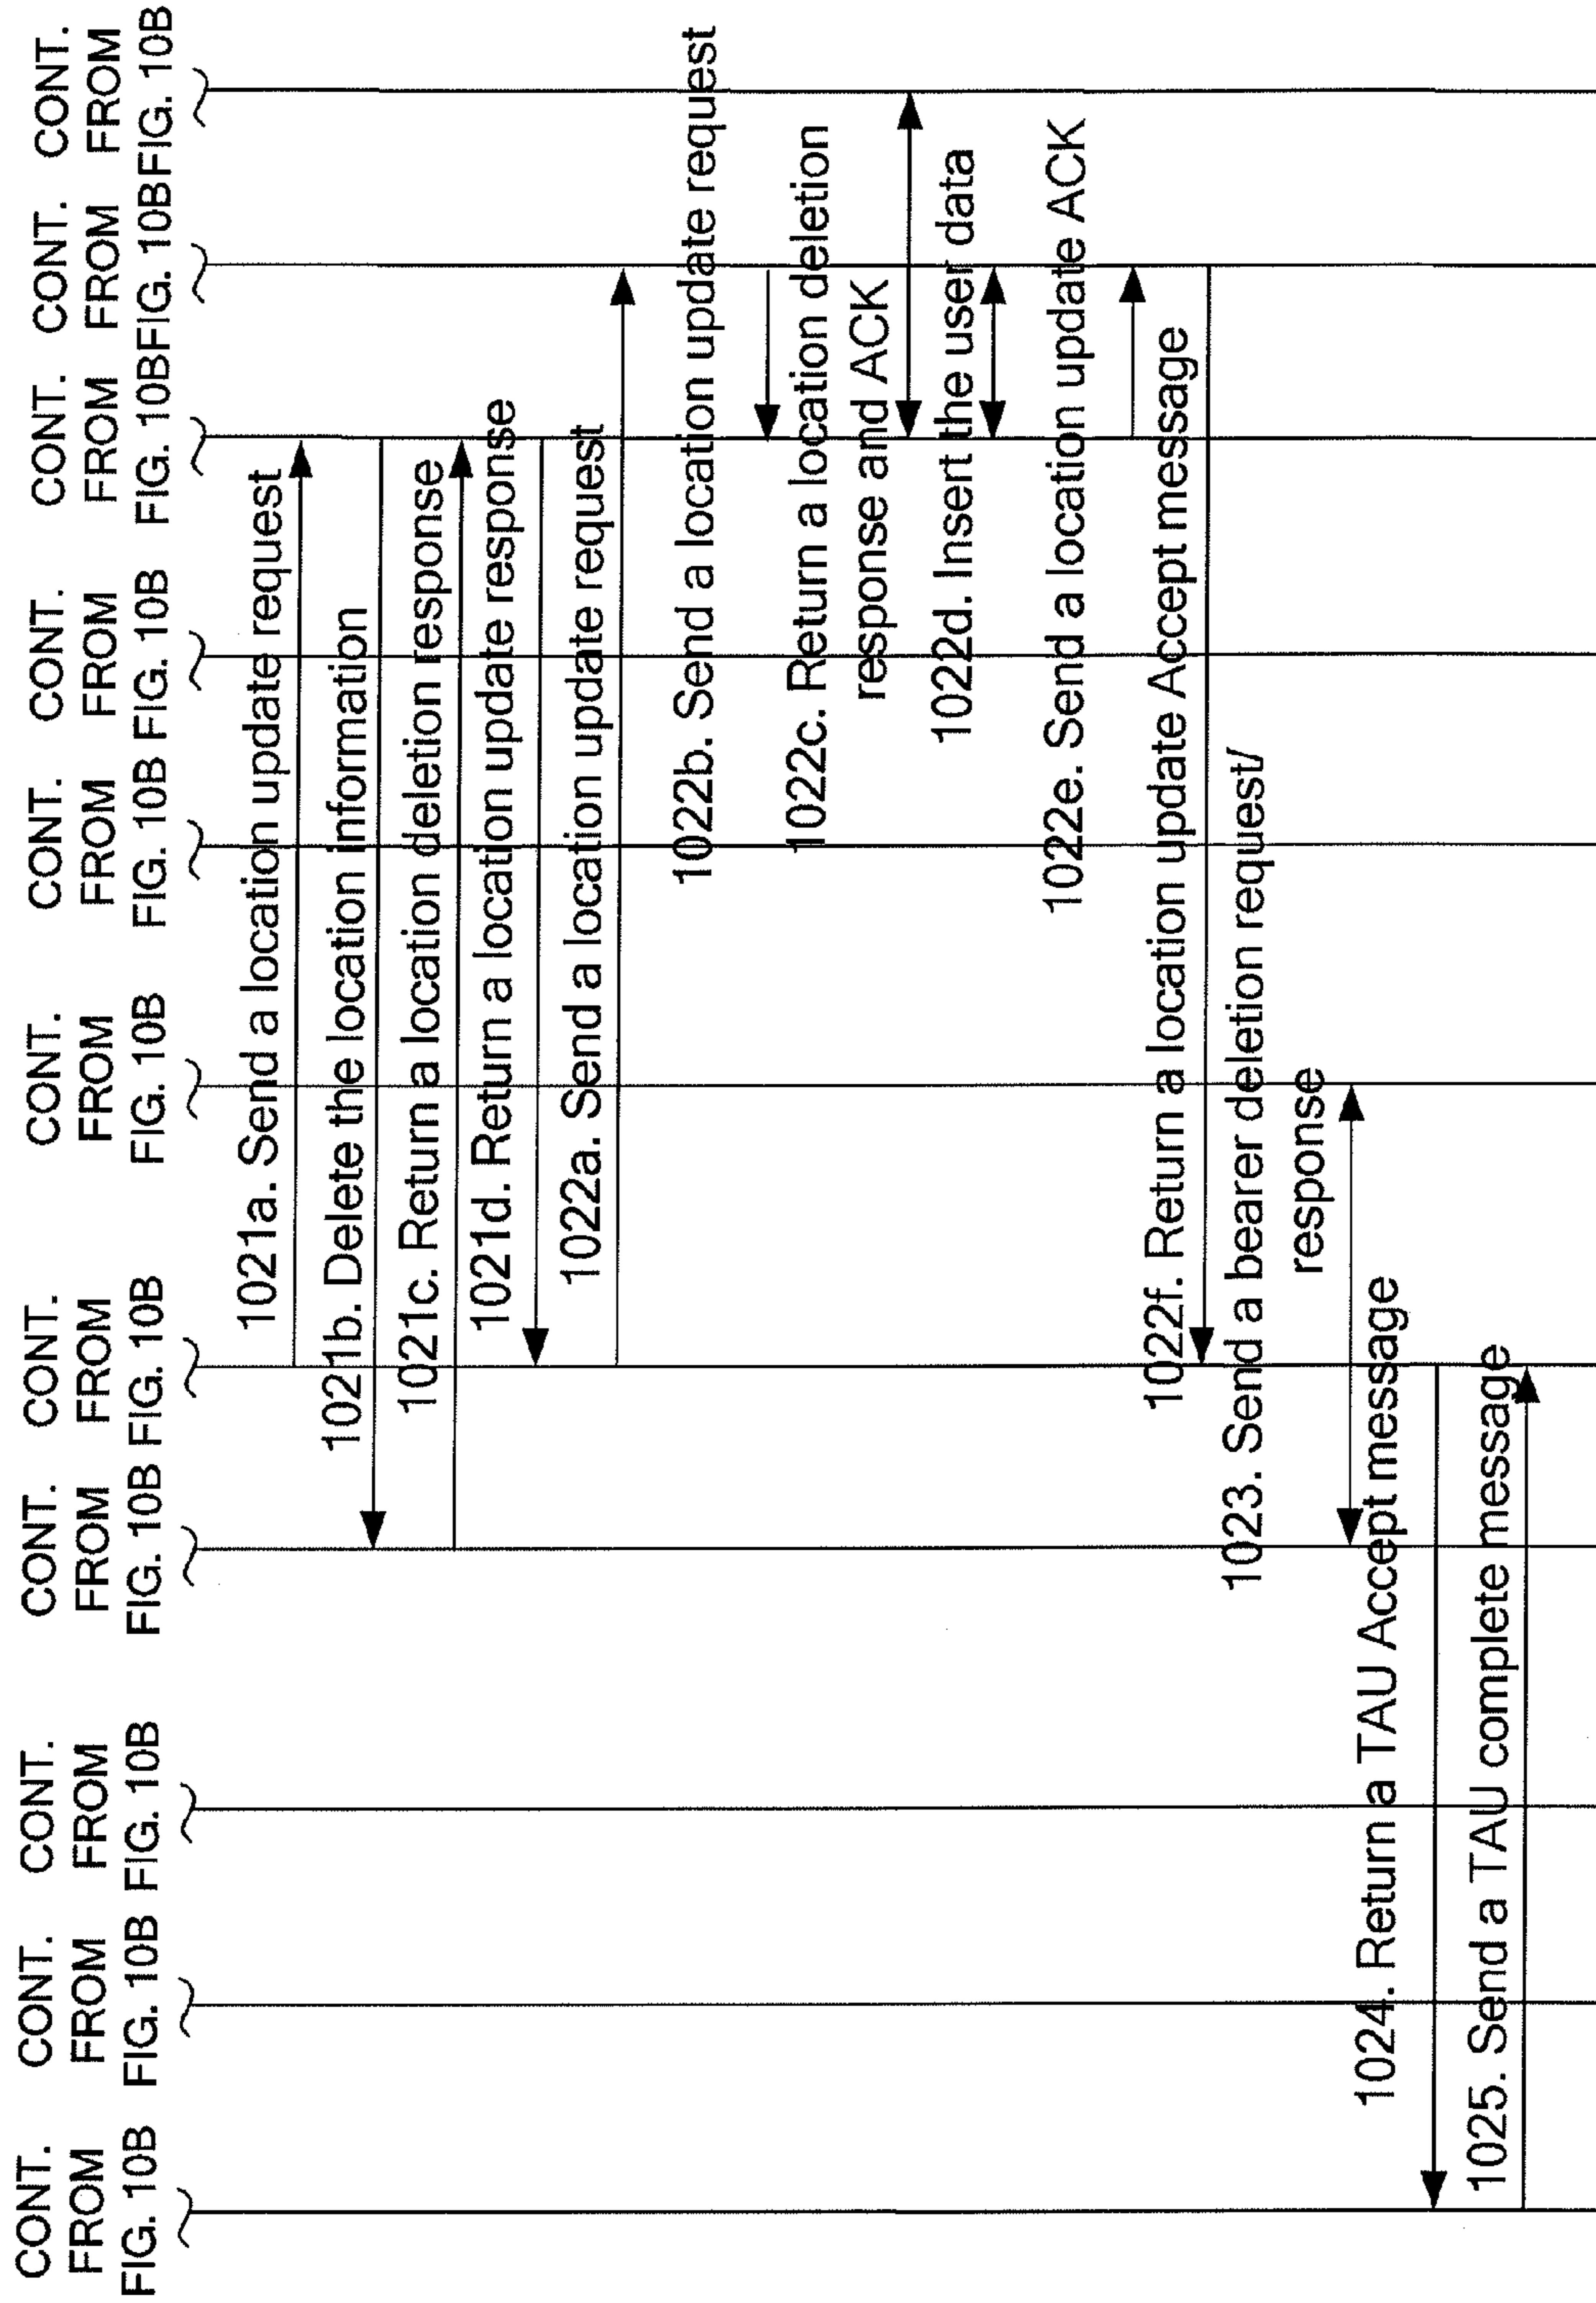 CONT. CONT. CONT. CONT. CONT. CONT. CONT. CONT. CONT. CONT. CONT.
FROM FROM FROM FROM FROM FROM FROM FROM FROM FROM FROM
FIG. 10B FIG. 10B FIG. 10B FIG. 10B FIG. 10B FIG. 10B FIG. 10B FIG. 10B FIG. 10B FIG. 10B FIG. 10B
1021a. Send a location update request
1021b. Delete the location information
1021c. Return a location deletion response
1021d. Return a location update response
1022a. Send a location update request
1022b. Send a location update request
1022c. Return a location deletion
response and ACK
1022d. Insert the user data
1022e. Send a location update ACK
1022f. Return a location update Accept message
1023. Send a bearer deletion request/
response
1024. Return a TAU Accept message
1025. Send a TAU complete message